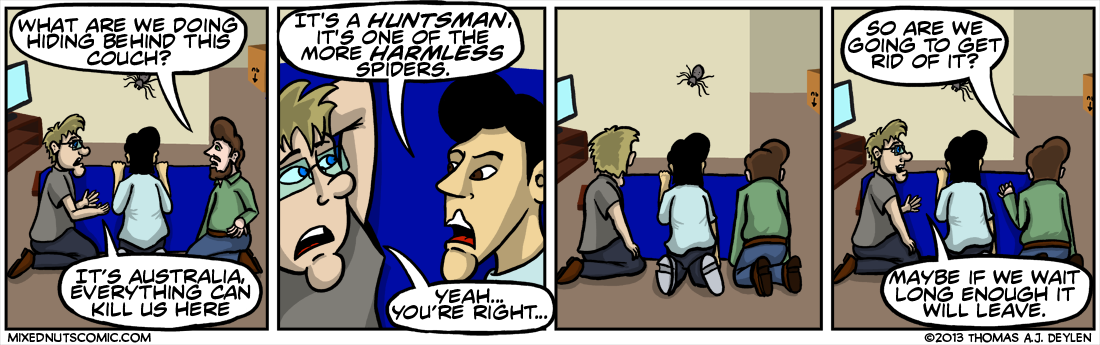 WHAT ARE WE DOING
HIDING BEHIND THIS
COUCH?
IT'S AUSTRALIA,
EVERYTHING CAN
KILL US HERE
IT'S A HUNTSMAN,
IT'S ONE OF THE
MORE HARMLESS
SPIDERS.
YEAH...
YOU'RE RIGHT...
SO ARE WE
GOING TO GET
RID OF IT?
MAYBE IF WE WAIT
LONG ENOUGH IT
WILL LEAVE.
MIXEDNUTSCOMIC.COM
©2013 THOMAS A.J. DEYLEN